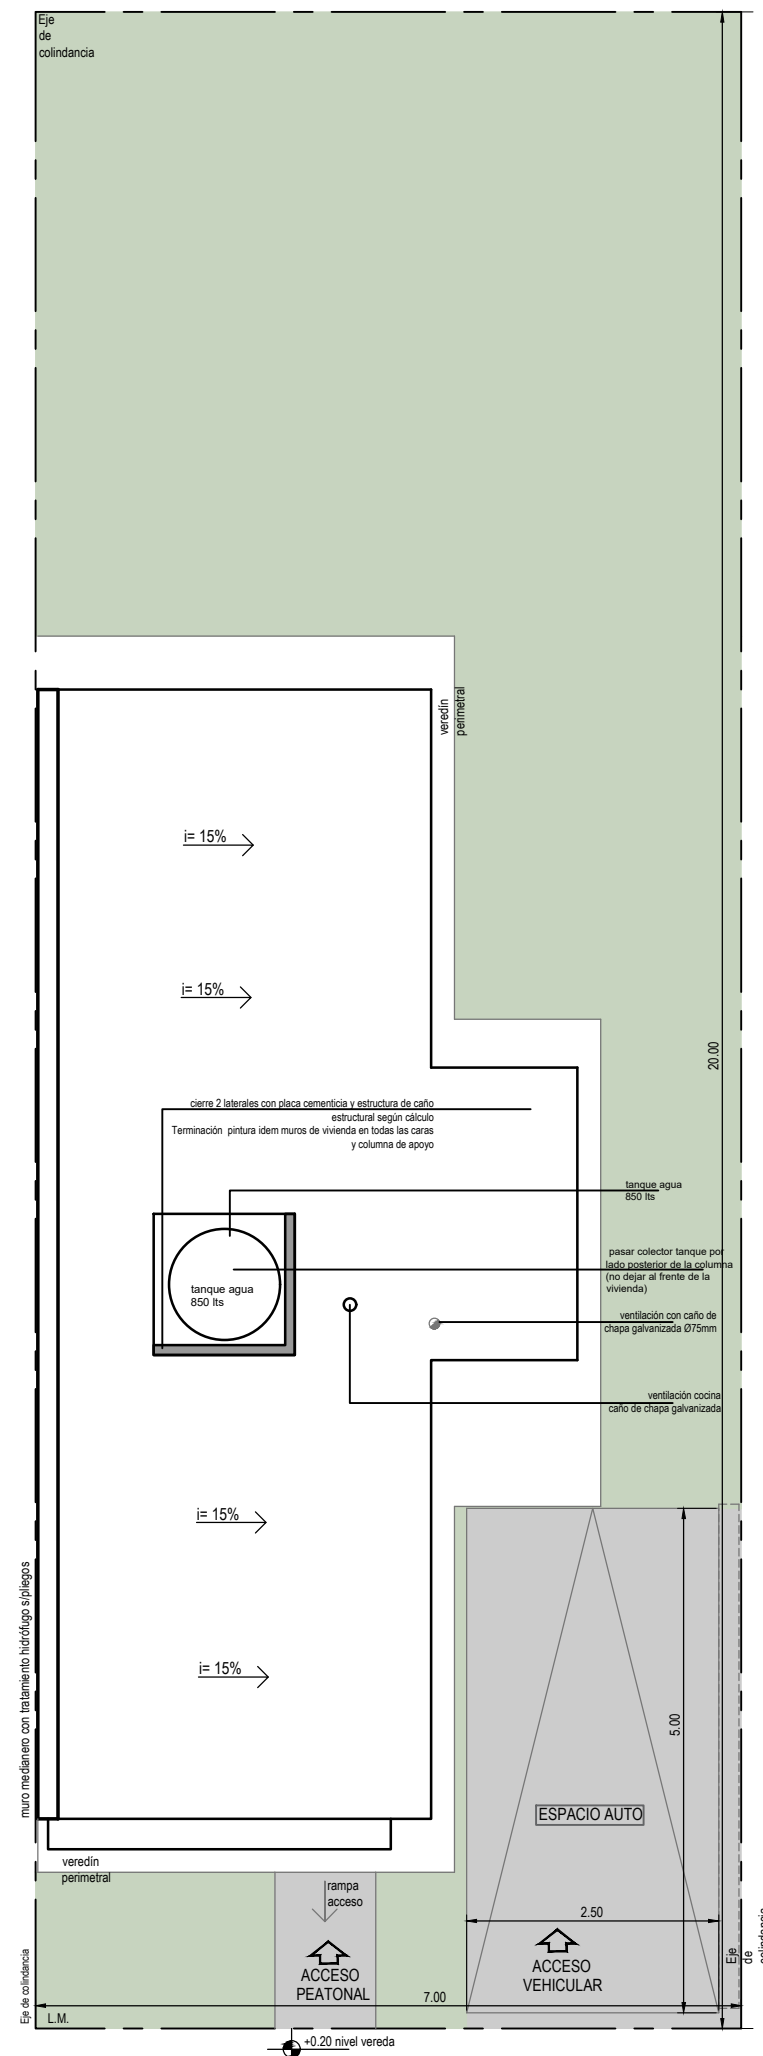 Eje
de
colindancia
veredín
perimetral
i= 15%
i= 15%
20.00
cierre 2 laterales con placa cementicia y estructura de caño
estructural según cálculo
Terminación pintura idem muros de vivienda en todas las caras
y columna de apoyo
tanque agua
850 lts
pasar colector tanque por
lado posterior de la columna
(no dejar al frente de la
vivienda)
tanque agua
850 lts
ventilación con caño de
chapa galvanizada Ø75mm
ventilación cocina
caño de chapa galvanizada
i= 15%
muro medianero con tratamiento hidrófugo s/pliegos
i= 15%
5.00
ESPACIO AUTO
veredín
perimetral
rampa
acceso
2.50
Eje
de
colindancia
Eje de colindancia
ACCESO
PEATONAL
ACCESO
VEHICULAR
7.00
L.M.
+0.20 nivel vereda